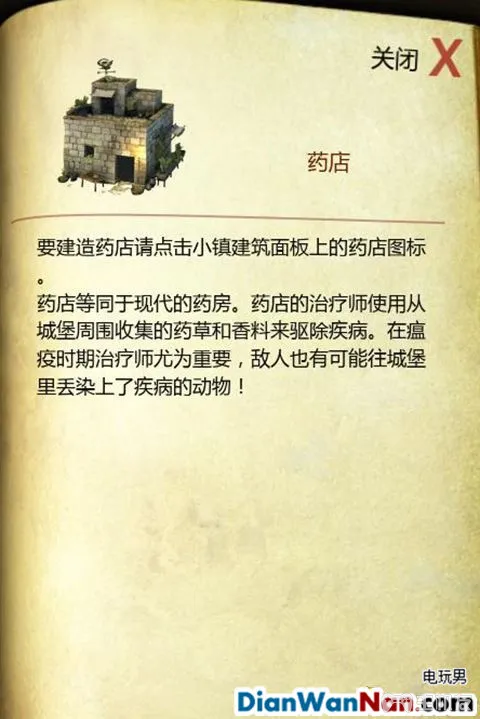 关闭 X
药店
要建造药店请点击小镇建筑面板上的药店图标
。
药店等同于现代的药房。药店的治疗师使用从
城堡周围收集的药草和香料来驱除疾病。在瘟
疫时期治疗师尤为重要，敌人也有可能往城堡
里丢染上了疾病的动物！
电玩男
DianWanNan.com